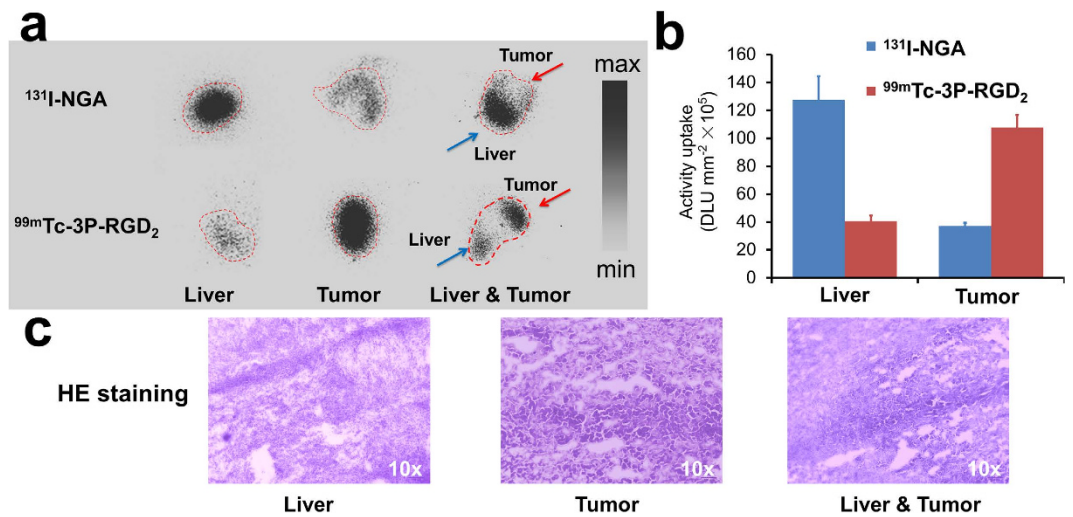 a
Tumor
max
¹³¹I-NGA
Liver
Tumor
⁹⁹ᵐTc-3P-RGD₂
Liver
min
Liver Tumor Liver & Tumor
b
¹³¹I-NGA
⁹⁹ᵐTc-3P-RGD₂
Activity uptake
(DLU mm⁻² × 10⁵)
160
140
120
100
80
60
40
20
0
Liver Tumor
c
HE staining
10x 10x 10x
Liver Tumor Liver & Tumor